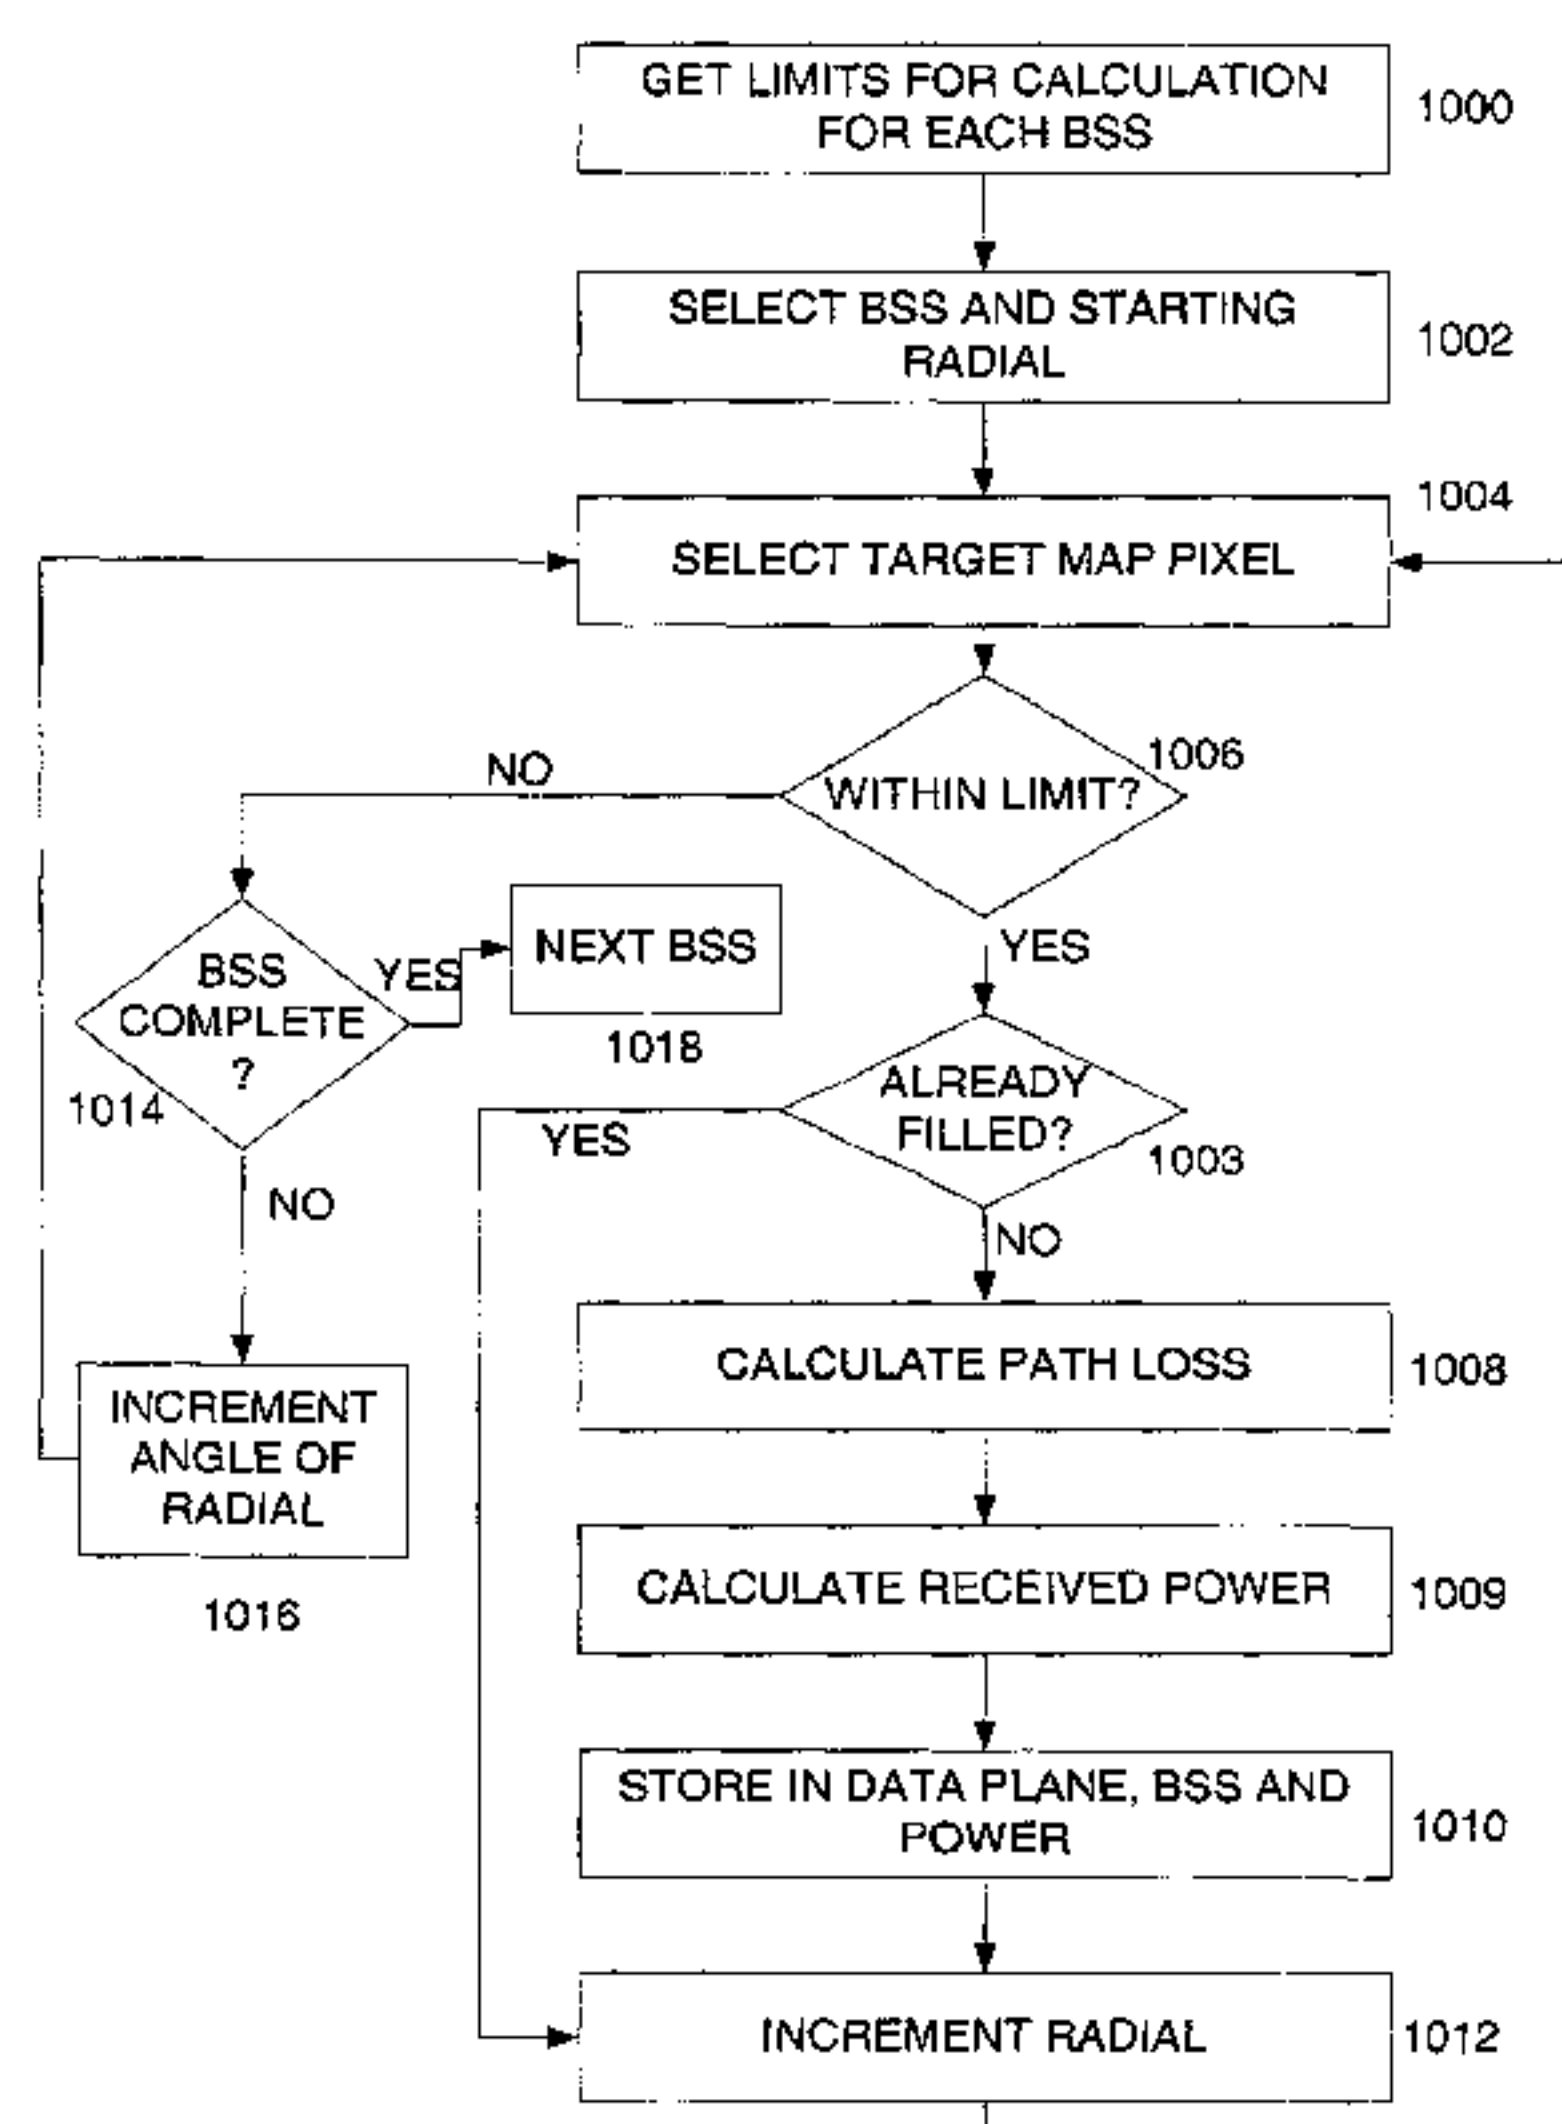 GET LIMITS FOR CALCULATION
FOR EACH BSS
1000
SELECT BSS AND STARTING
RADIAL
1002
1004
SELECT TARGET MAP PIXEL
1006
WITHIN LIMIT?
NO
YES
NEXT BSS
1018
BSS
COMPLETE
?
YES
1014
NO
ALREADY
FILLED?
1003
YES
NO
INCREMENT
ANGLE OF
RADIAL
1016
CALCULATE PATH LOSS
1008
CALCULATE RECEIVED POWER
1009
STORE IN DATA PLANE, BSS AND
POWER
1010
INCREMENT RADIAL
1012